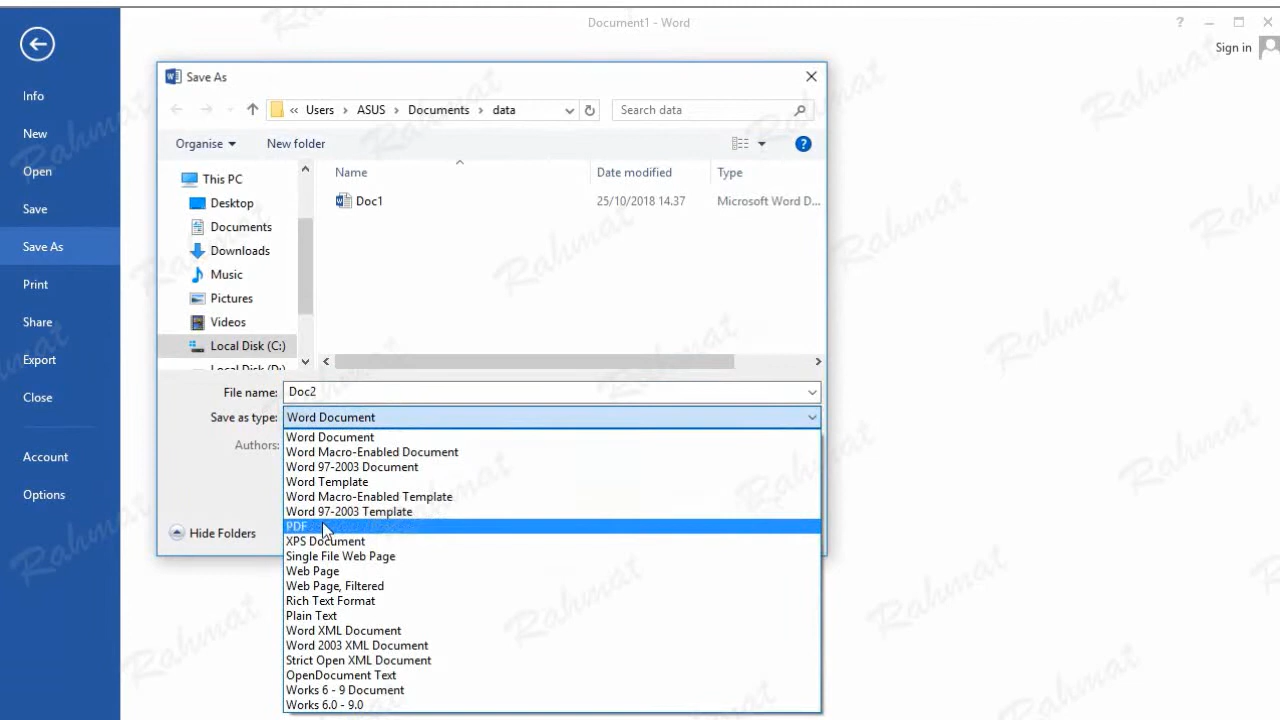 Document1 - Word
?
Sign in
Info
New
Open
Save
Save As
Print
Share
Export
Close
Account
Options
Save As
« Users > ASUS > Documents > data
Search data
Organise
New folder
?
This PC
Desktop
Documents
Downloads
Music
Pictures
Videos
Local Disk (C:)
Local Disk (D:)
Name Date modified Type
Doc1 25/10/2018 14.37 Microsoft Word D...
File name: Doc2
Save as type: Word Document
Authors:
Word Document
Word Macro-Enabled Document
Word 97-2003 Document
Word Template
Word Macro-Enabled Template
Word 97-2003 Template
PDF
XPS Document
Single File Web Page
Web Page
Web Page, Filtered
Rich Text Format
Plain Text
Word XML Document
Word 2003 XML Document
Strict Open XML Document
OpenDocument Text
Works 6 - 9 Document
Works 6.0 - 9.0
Hide Folders
Rahmat